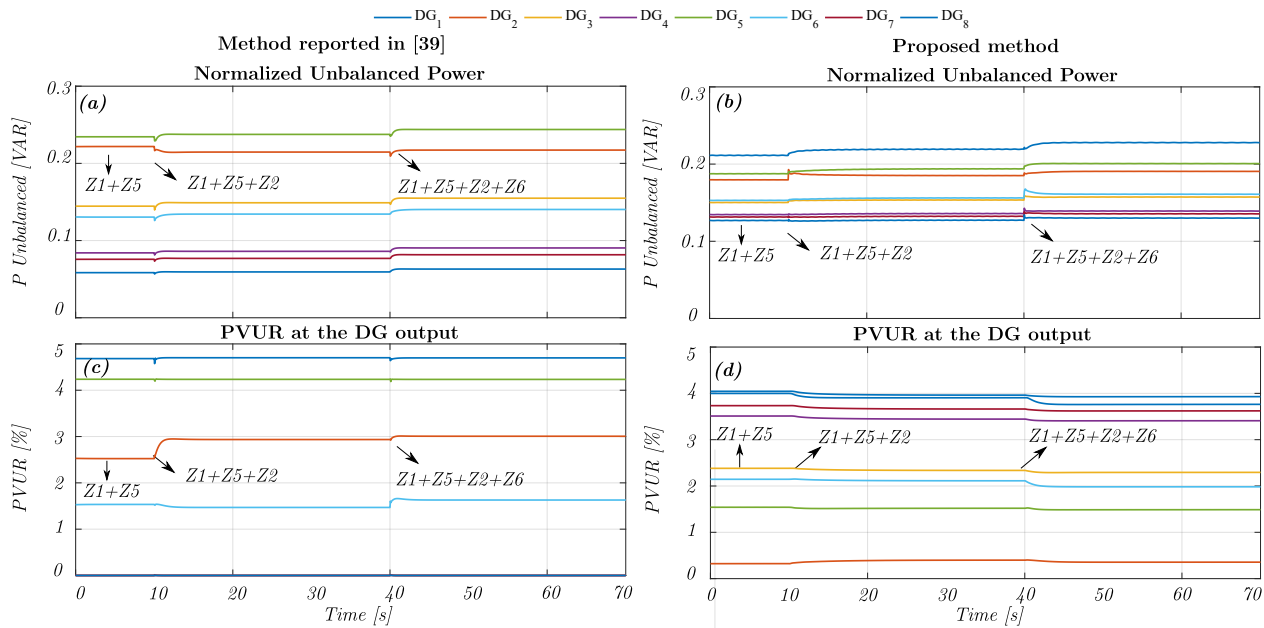 DG1 DG2 DG3 DG4 DG5 DG6 DG7 DG8
Method reported in [39]
Proposed method
Normalized Unbalanced Power
(a)
P Unbalanced [VAR]
0.3
0.2
0.1
0
Z1+Z5
Z1+Z5+Z2
Z1+Z5+Z2+Z6
Normalized Unbalanced Power
(b)
P Unbalanced [VAR]
0.3
0.2
0.1
0
Z1+Z5
Z1+Z5+Z2
Z1+Z5+Z2+Z6
PVUR at the DG output
(c)
PVUR [%]
5
4
3
2
1
0
Z1+Z5
Z1+Z5+Z2
Z1+Z5+Z2+Z6
0 10 20 30 40 50 60 70
Time [s]
PVUR at the DG output
(d)
PVUR [%]
5
4
3
2
1
0
Z1+Z5
Z1+Z5+Z2
Z1+Z5+Z2+Z6
0 10 20 30 40 50 60 70
Time [s]